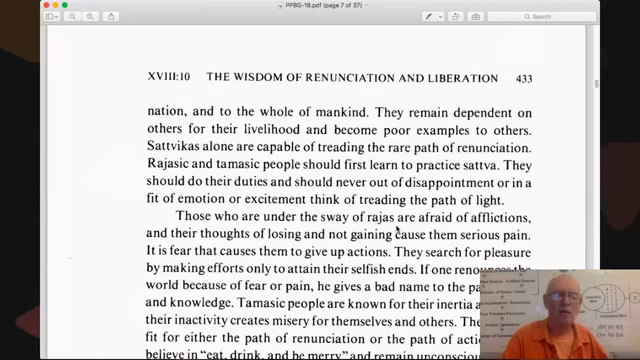 PPBG-18.pdf (page 7 of 37)
Search
XVIII:10 THE WISDOM OF RENUNCIATION AND LIBERATION 433
nation, and to the whole of mankind. They remain dependent on
others for their livelihood and become poor examples to others.
Sattvikas alone are capable of treading the rare path of renunciation.
Rajasic and tamasic people should first learn to practice sattva. They
should do their duties and should never out of disappointment or in a
fit of emotion or excitement think of treading the path of light.
Those who are under the sway of rajas are afraid of afflictions,
and their thoughts of losing and not gaining cause them serious pain.
It is fear that causes them to give up actions. They search for pleasure
by making efforts only to attain their selfish ends. If one renounces the
world because of fear or pain, he gives a bad name to the
and knowledge. Tamasic people are known for their inertia
their inactivity creates misery for themselves and others.
fit for either the path of renunciation or the path of
believe in "eat, drink, and be merry" and remain
Om Tat Sat